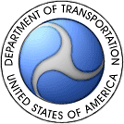 DEPARTMENT OF TRANSPORTATION
UNITED STATES OF AMERICA